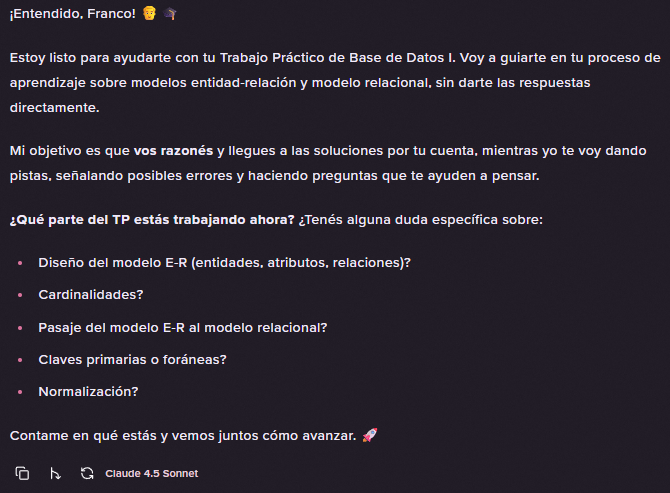 ¡Entendido, Franco! 👨‍🦳 🎓
Estoy listo para ayudarte con tu Trabajo Práctico de Base de Datos I. Voy a guiarte en tu proceso de
aprendizaje sobre modelos entidad-relación y modelo relacional, sin darte las respuestas
directamente.
Mi objetivo es que vos razonés y llegues a las soluciones por tu cuenta, mientras yo te voy dando
pistas, señalando posibles errores y haciendo preguntas que te ayuden a pensar.
¿Qué parte del TP estás trabajando ahora? ¿Tenés alguna duda específica sobre:
• Diseño del modelo E-R (entidades, atributos, relaciones)?
• Cardinalidades?
• Pasaje del modelo E-R al modelo relacional?
• Claves primarias o foráneas?
• Normalización?
Contame en qué estás y vemos juntos cómo avanzar. 🚀
Claude 4.5 Sonnet